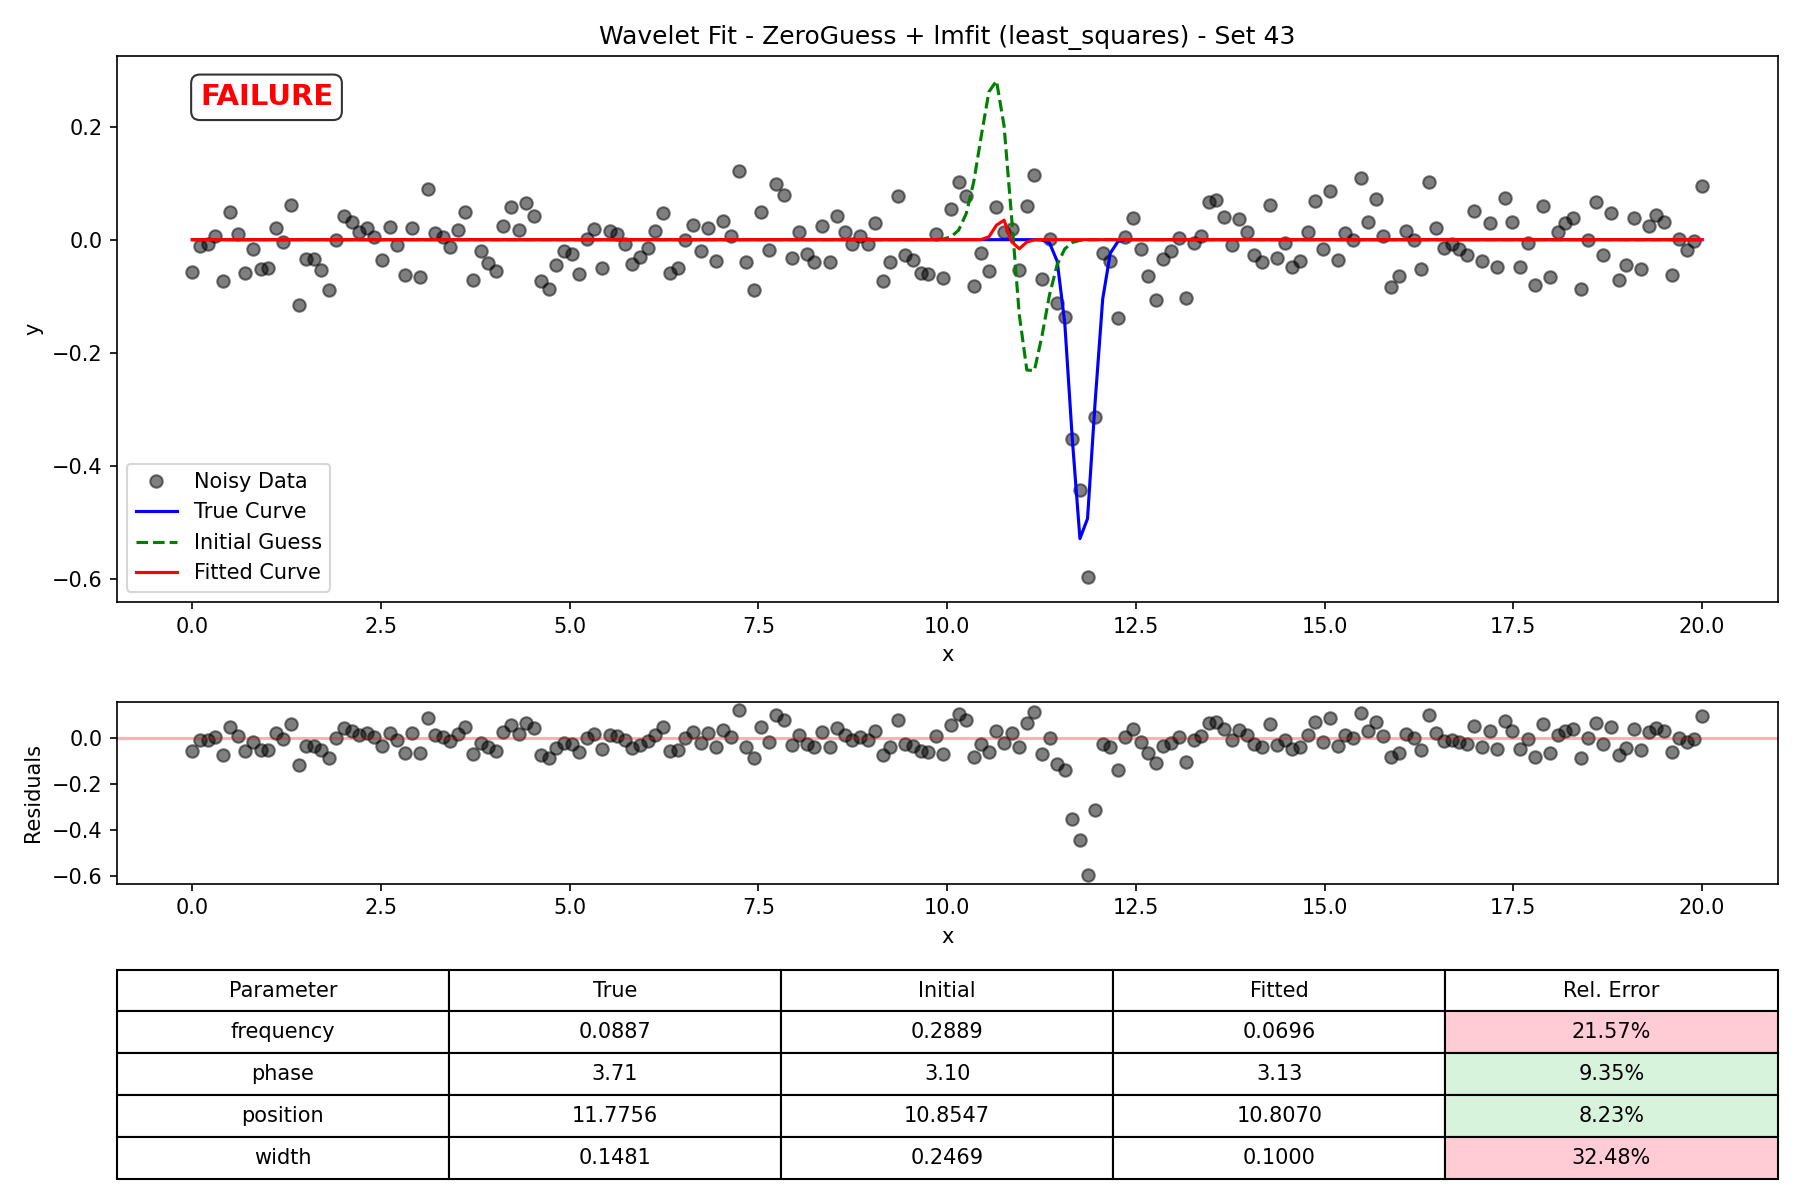 Wavelet Fit - ZeroGuess + lmfit (least_squares) - Set 43
FAILURE
0.2
0.0
−0.2
−0.4
−0.6
y
Noisy Data
True Curve
Initial Guess
Fitted Curve
0.0 2.5 5.0 7.5 10.0 12.5 15.0 17.5 20.0
x
0.0
−0.2
−0.4
−0.6
Residuals
0.0 2.5 5.0 7.5 10.0 12.5 15.0 17.5 20.0
x
Parameter True Initial Fitted Rel. Error
frequency 0.0887 0.2889 0.0696 21.57%
phase 3.71 3.10 3.13 9.35%
position 11.7756 10.8547 10.8070 8.23%
width 0.1481 0.2469 0.1000 32.48%